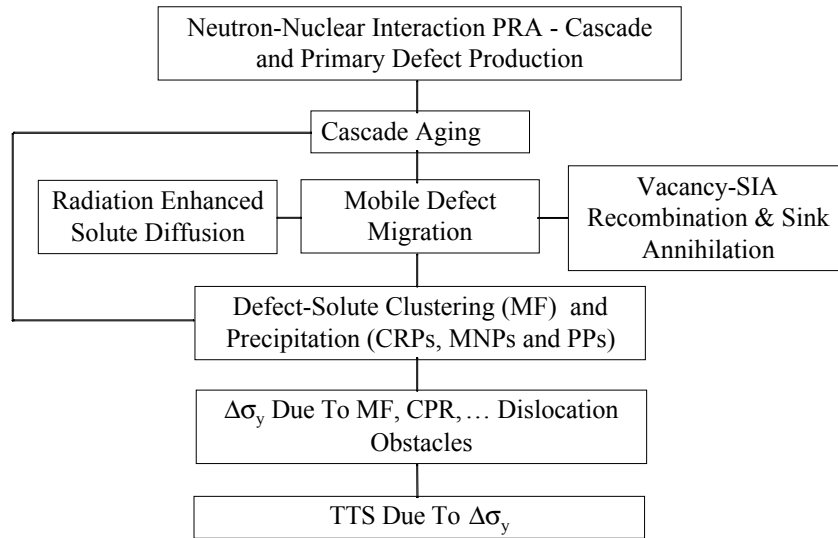 Neutron-Nuclear Interaction PRA - Cascade
and Primary Defect Production
Cascade Aging
Radiation Enhanced
Solute Diffusion
Mobile Defect
Migration
Vacancy-SIA
Recombination & Sink
Annihilation
Defect-Solute Clustering (MF) and
Precipitation (CRPs, MNPs and PPs)
Δσy Due To MF, CPR, … Dislocation
Obstacles
TTS Due To Δσy